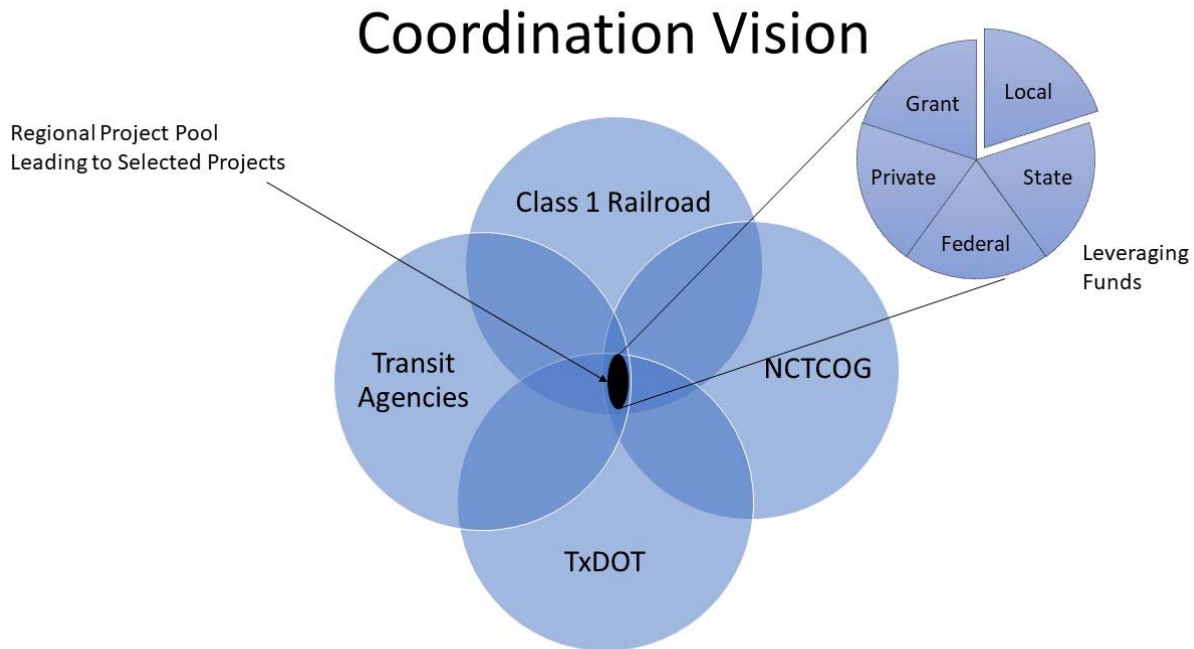 Coordination Vision
Regional Project Pool
Leading to Selected Projects
Class 1 Railroad
Transit
Agencies
NCTCOG
TxDOT
Grant
Local
Private
State
Federal
Leveraging
Funds